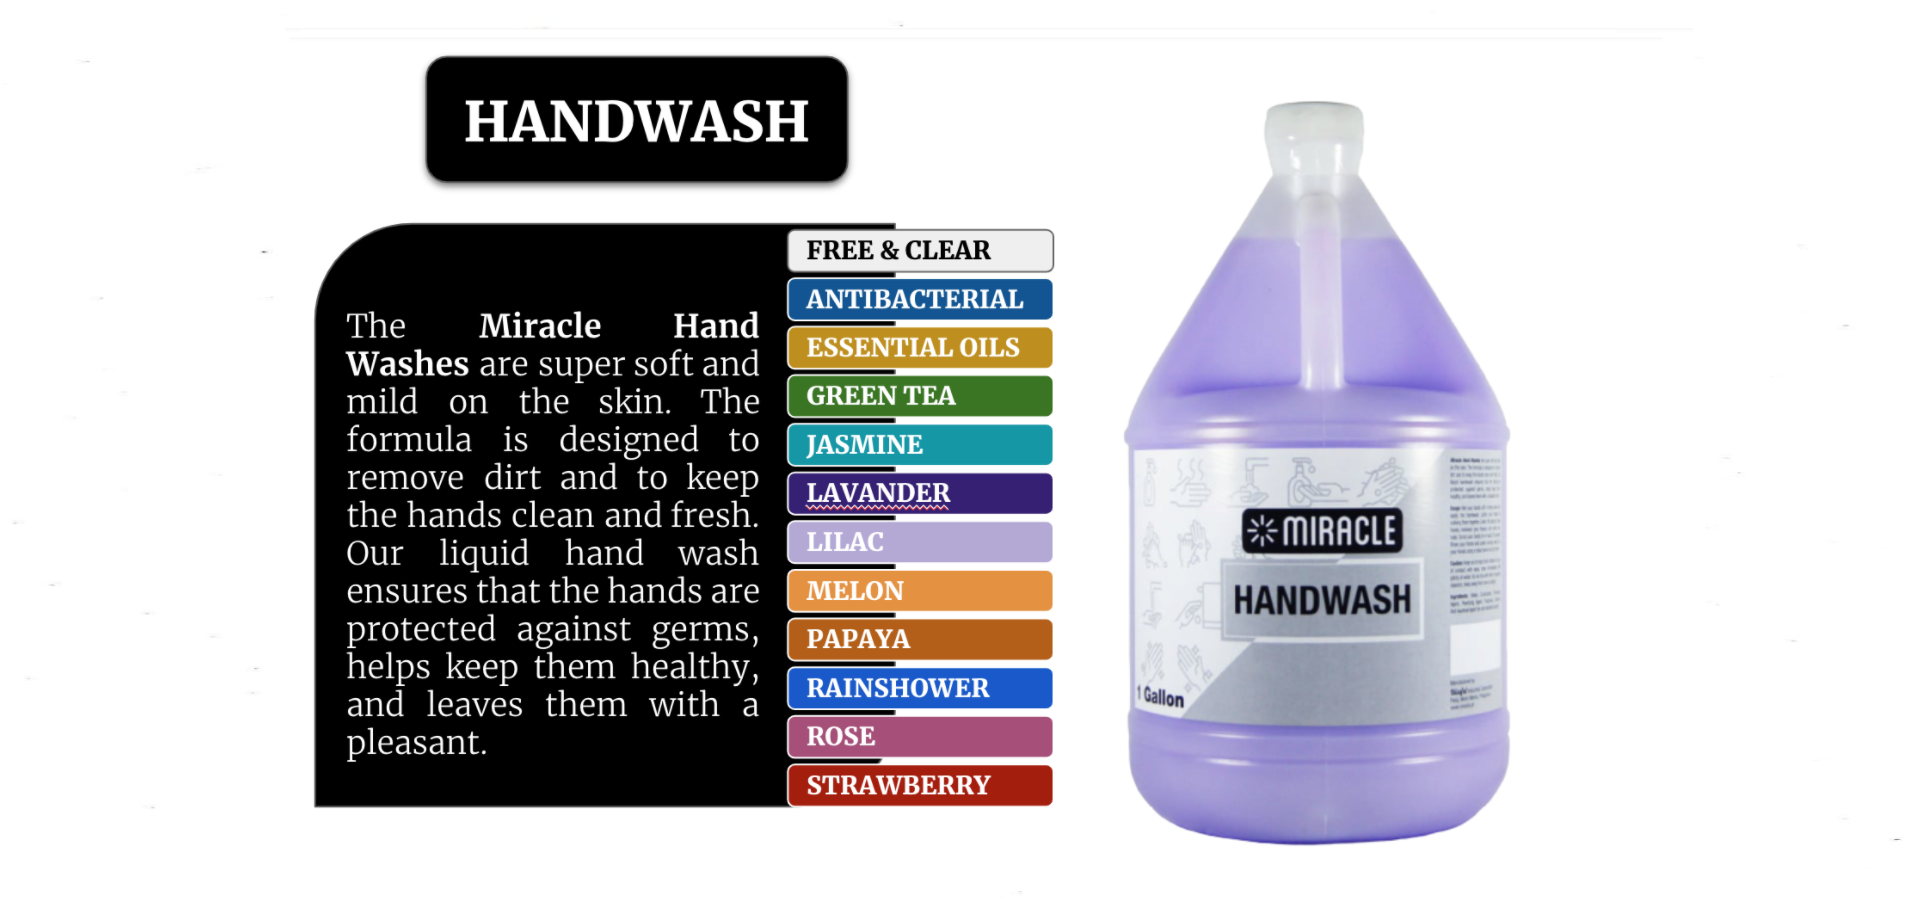 HANDWASH
The Miracle Hand
Washes are super soft and
mild on the skin. The
formula is designed to
remove dirt and to keep
the hands clean and fresh.
Our liquid hand wash
ensures that the hands are
protected against germs,
helps keep them healthy,
and leaves them with a
pleasant.
FREE & CLEAR
ANTIBACTERIAL
ESSENTIAL OILS
GREEN TEA
JASMINE
LAVANDER
LILAC
MELON
PAPAYA
RAINSHOWER
ROSE
STRAWBERRY
MIRACLE
HANDWASH
1 Gallon